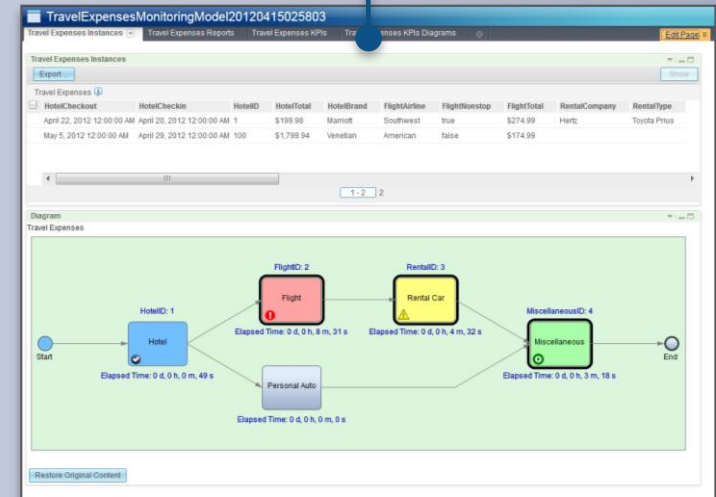 TravelExpensesMonitoringModel20120415025803
Travel Expenses Instances Travel Expenses Reports Travel Expenses KPIs Tra Expenses KPIs Diagrams Edit Page
Travel Expenses Instances
Export Show
Travel Expenses
HotelCheckout HotelCheckin HotelID HotelTotal HotelBrand FlightAirline FlightNonstop FlightTotal RentalCompany RentalType
April 22, 2012 12:00:00 AM April 20, 2012 12:00:00 AM 1 $199.98 Marriott Southwest true $274.99 Hertz Toyota Prius
May 5, 2012 12:00:00 AM April 29, 2012 12:00:00 AM 100 $1,799.94 Venetian American false $174.99
1 - 2 2
Diagram
Travel Expenses
FlightID: 2 RentalID: 3
Flight Rental Car
HotelID: 1 MiscellaneousID: 4
Elapsed Time: 0 d, 0 h, 8 m, 31 s Elapsed Time: 0 d, 0 h, 4 m, 32 s
Hotel Miscellaneous
Start End
Elapsed Time: 0 d, 0 h, 0 m, 49 s Elapsed Time: 0 d, 0 h, 3 m, 18 s
Personal Auto
Elapsed Time: 0 d, 0 h, 0 m, 0 s
Restore Original Content